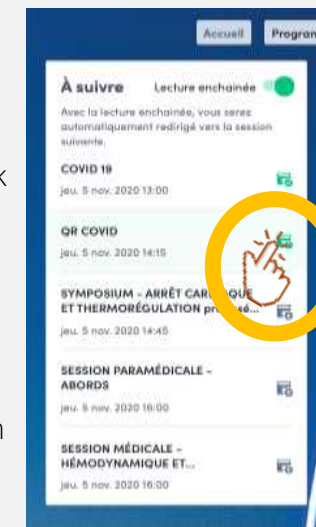 Accueil Program
À suivre Lecture enchainée
Avec la lecture enchainée, vous serez
automatiquement redirigé vers la session
suivante.
COVID 19
jeu. 5 nov. 2020 13:00
k
QR COVID
jeu. 5 nov. 2020 14:15
SYMPOSIUM - ARRÊT
ET THERMORÉGULATION
jeu. 5 nov. 2020 14:45
n
SESSION PARAMÉDICALE -
ABORDS
jeu. 5 nov. 2020 16:00
SESSION MÉDICALE -
HÉMODYNAMIQUE ET...
jeu. 5 nov. 2020 16:00